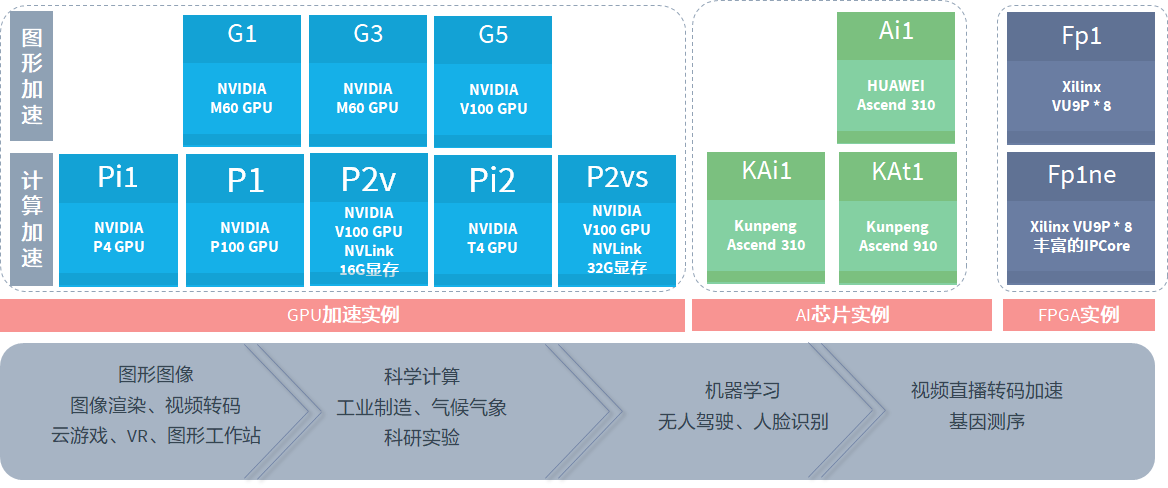 图形加速
G1
NVIDIA
M60 GPU
G3
NVIDIA
M60 GPU
G5
NVIDIA
V100 GPU
Ai1
HUAWEI
Ascend 310
Fp1
Xilinx
VU9P * 8
计算加速
Pi1
NVIDIA
P4 GPU
P1
NVIDIA
P100 GPU
P2v
NVIDIA
V100 GPU
NVLink
16G显存
Pi2
NVIDIA
T4 GPU
P2vs
NVIDIA
V100 GPU
NVLink
32G显存
KAi1
Kunpeng
Ascend 310
KAt1
Kunpeng
Ascend 910
Fp1ne
Xilinx VU9P * 8
丰富的IPCore
GPU加速实例
AI芯片实例
FPGA实例
图形图像
图像渲染、视频转码
云游戏、VR、图形工作站
科学计算
工业制造、气候气象
科研实验
机器学习
无人驾驶、人脸识别
视频直播转码加速
基因测序